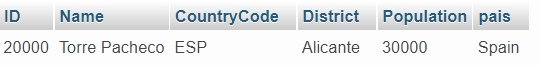 ID Name CountryCode District Population pais
20000 Torre Pacheco ESP Alicante 30000 Spain